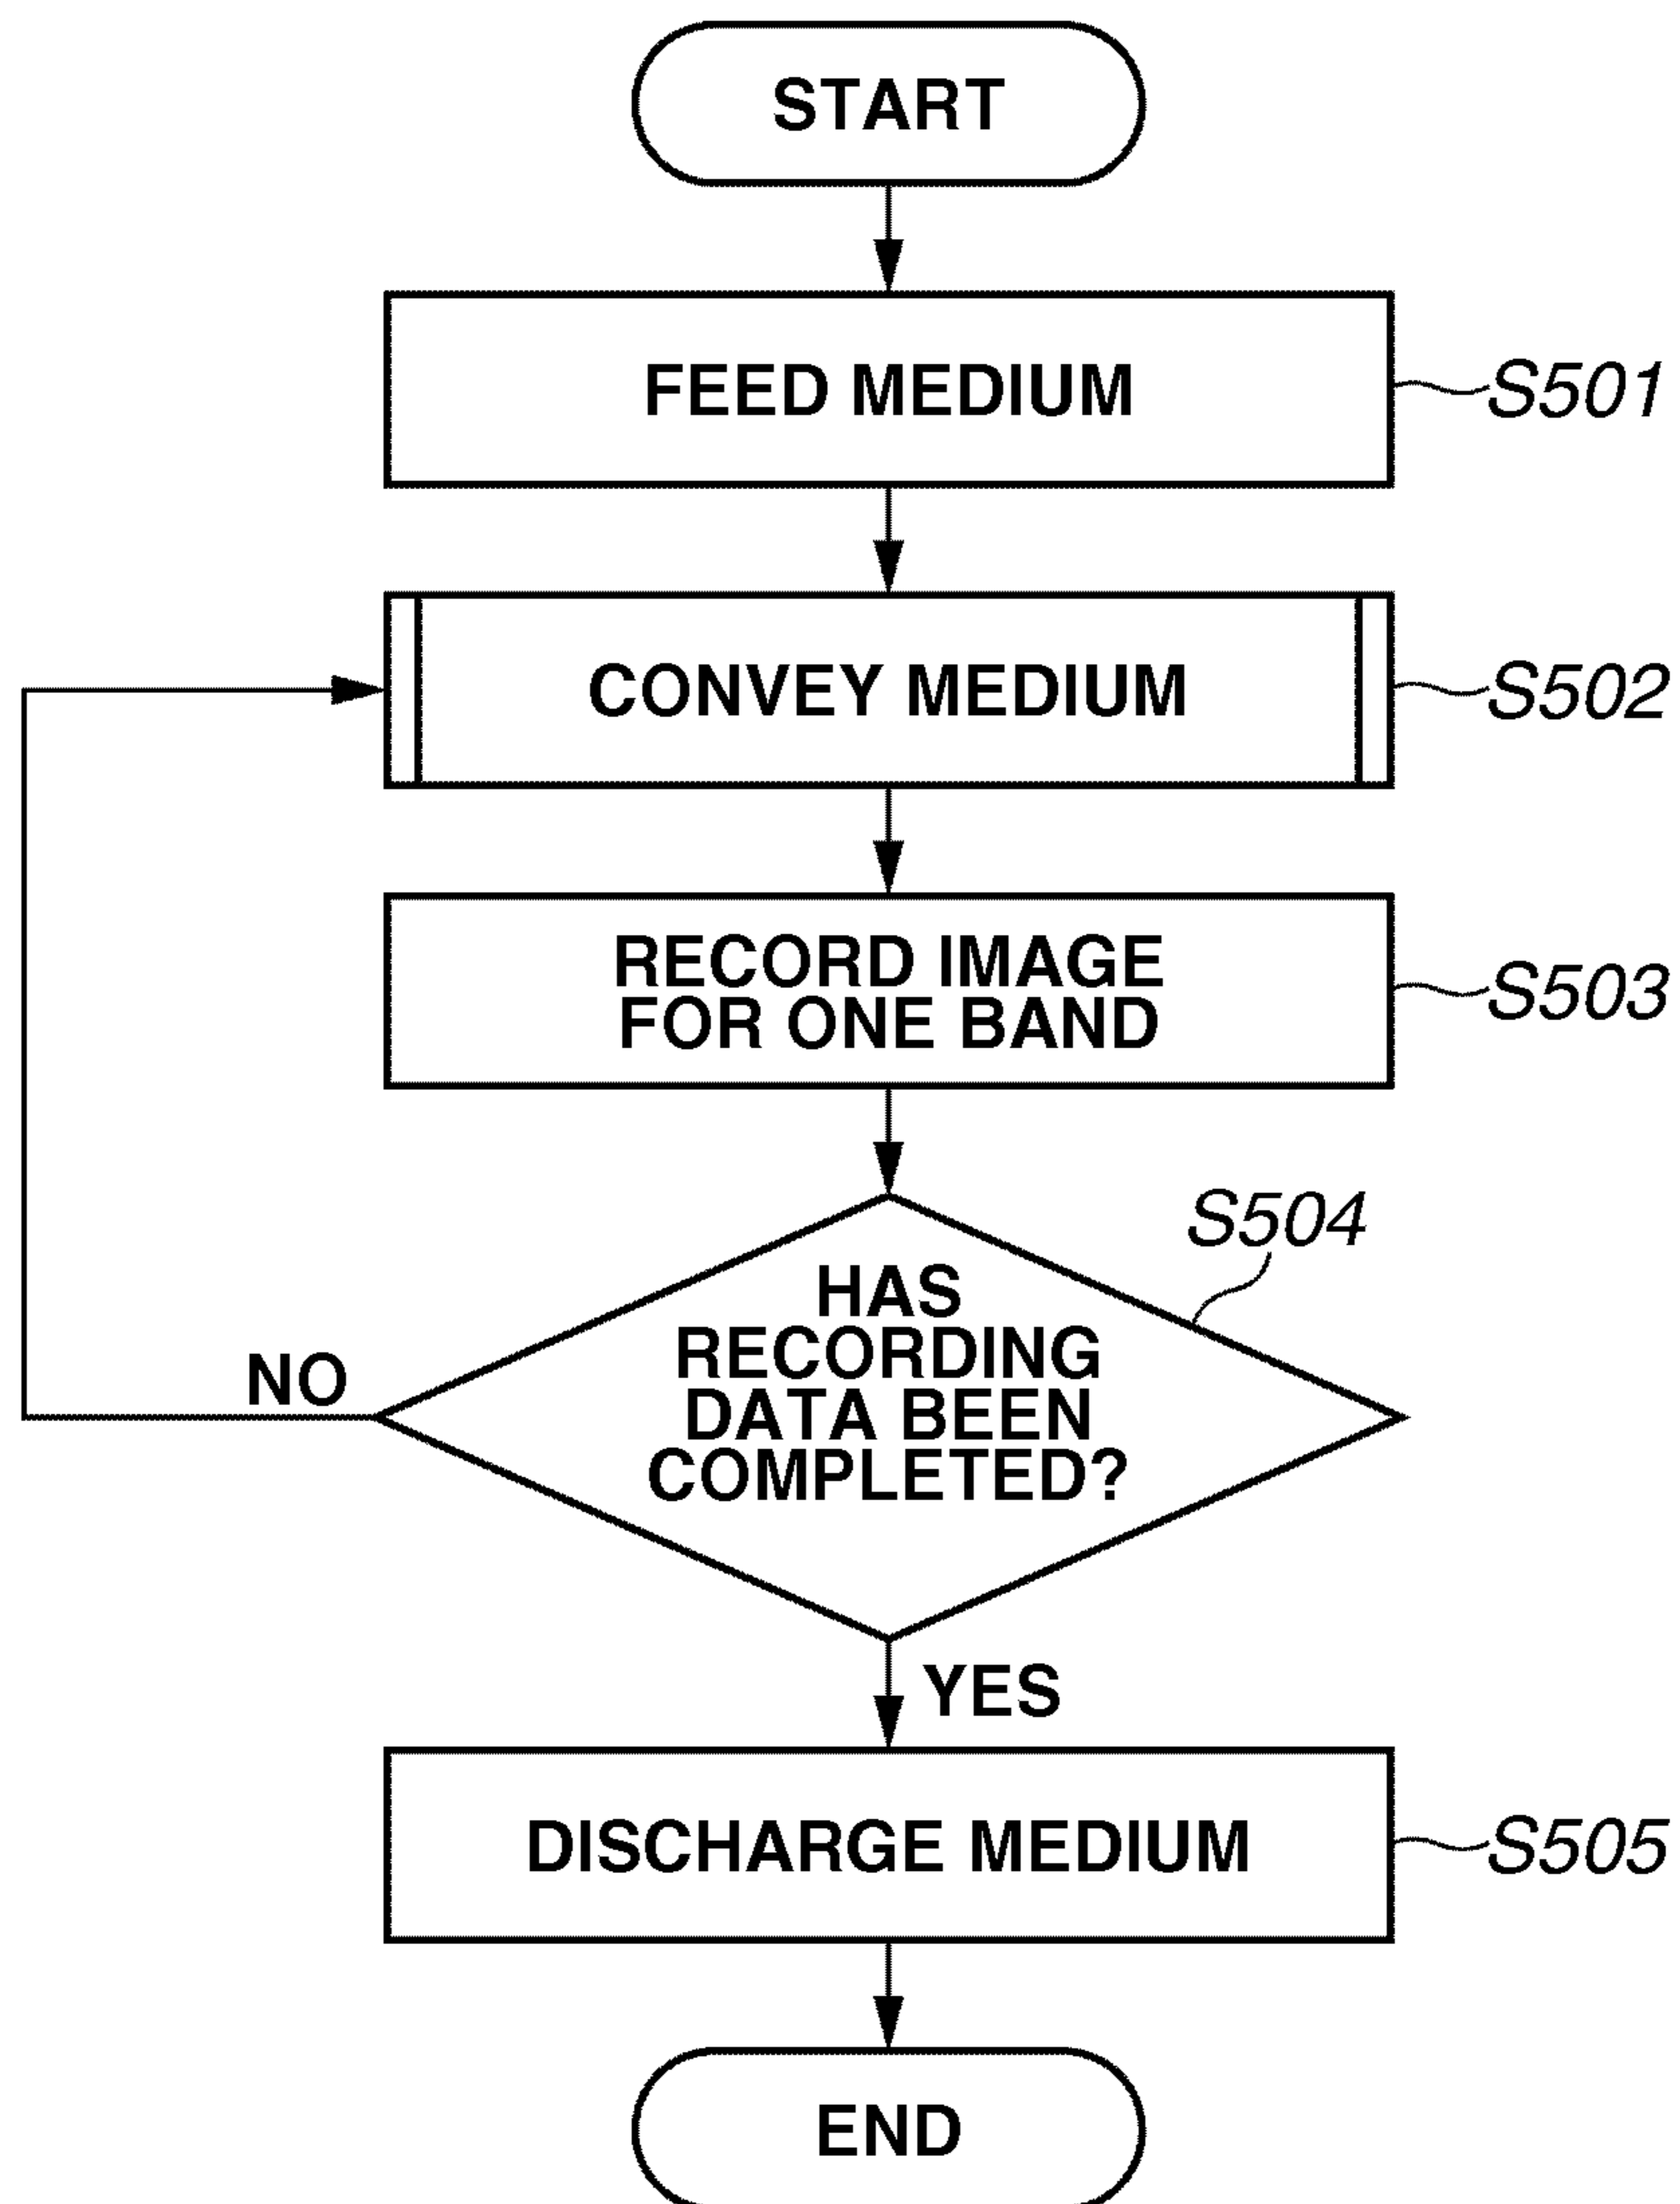 START
FEED MEDIUM
S501
CONVEY MEDIUM
S502
RECORD IMAGE
FOR ONE BAND
S503
S504
HAS
RECORDING
DATA BEEN
COMPLETED?
NO
YES
DISCHARGE MEDIUM
S505
END